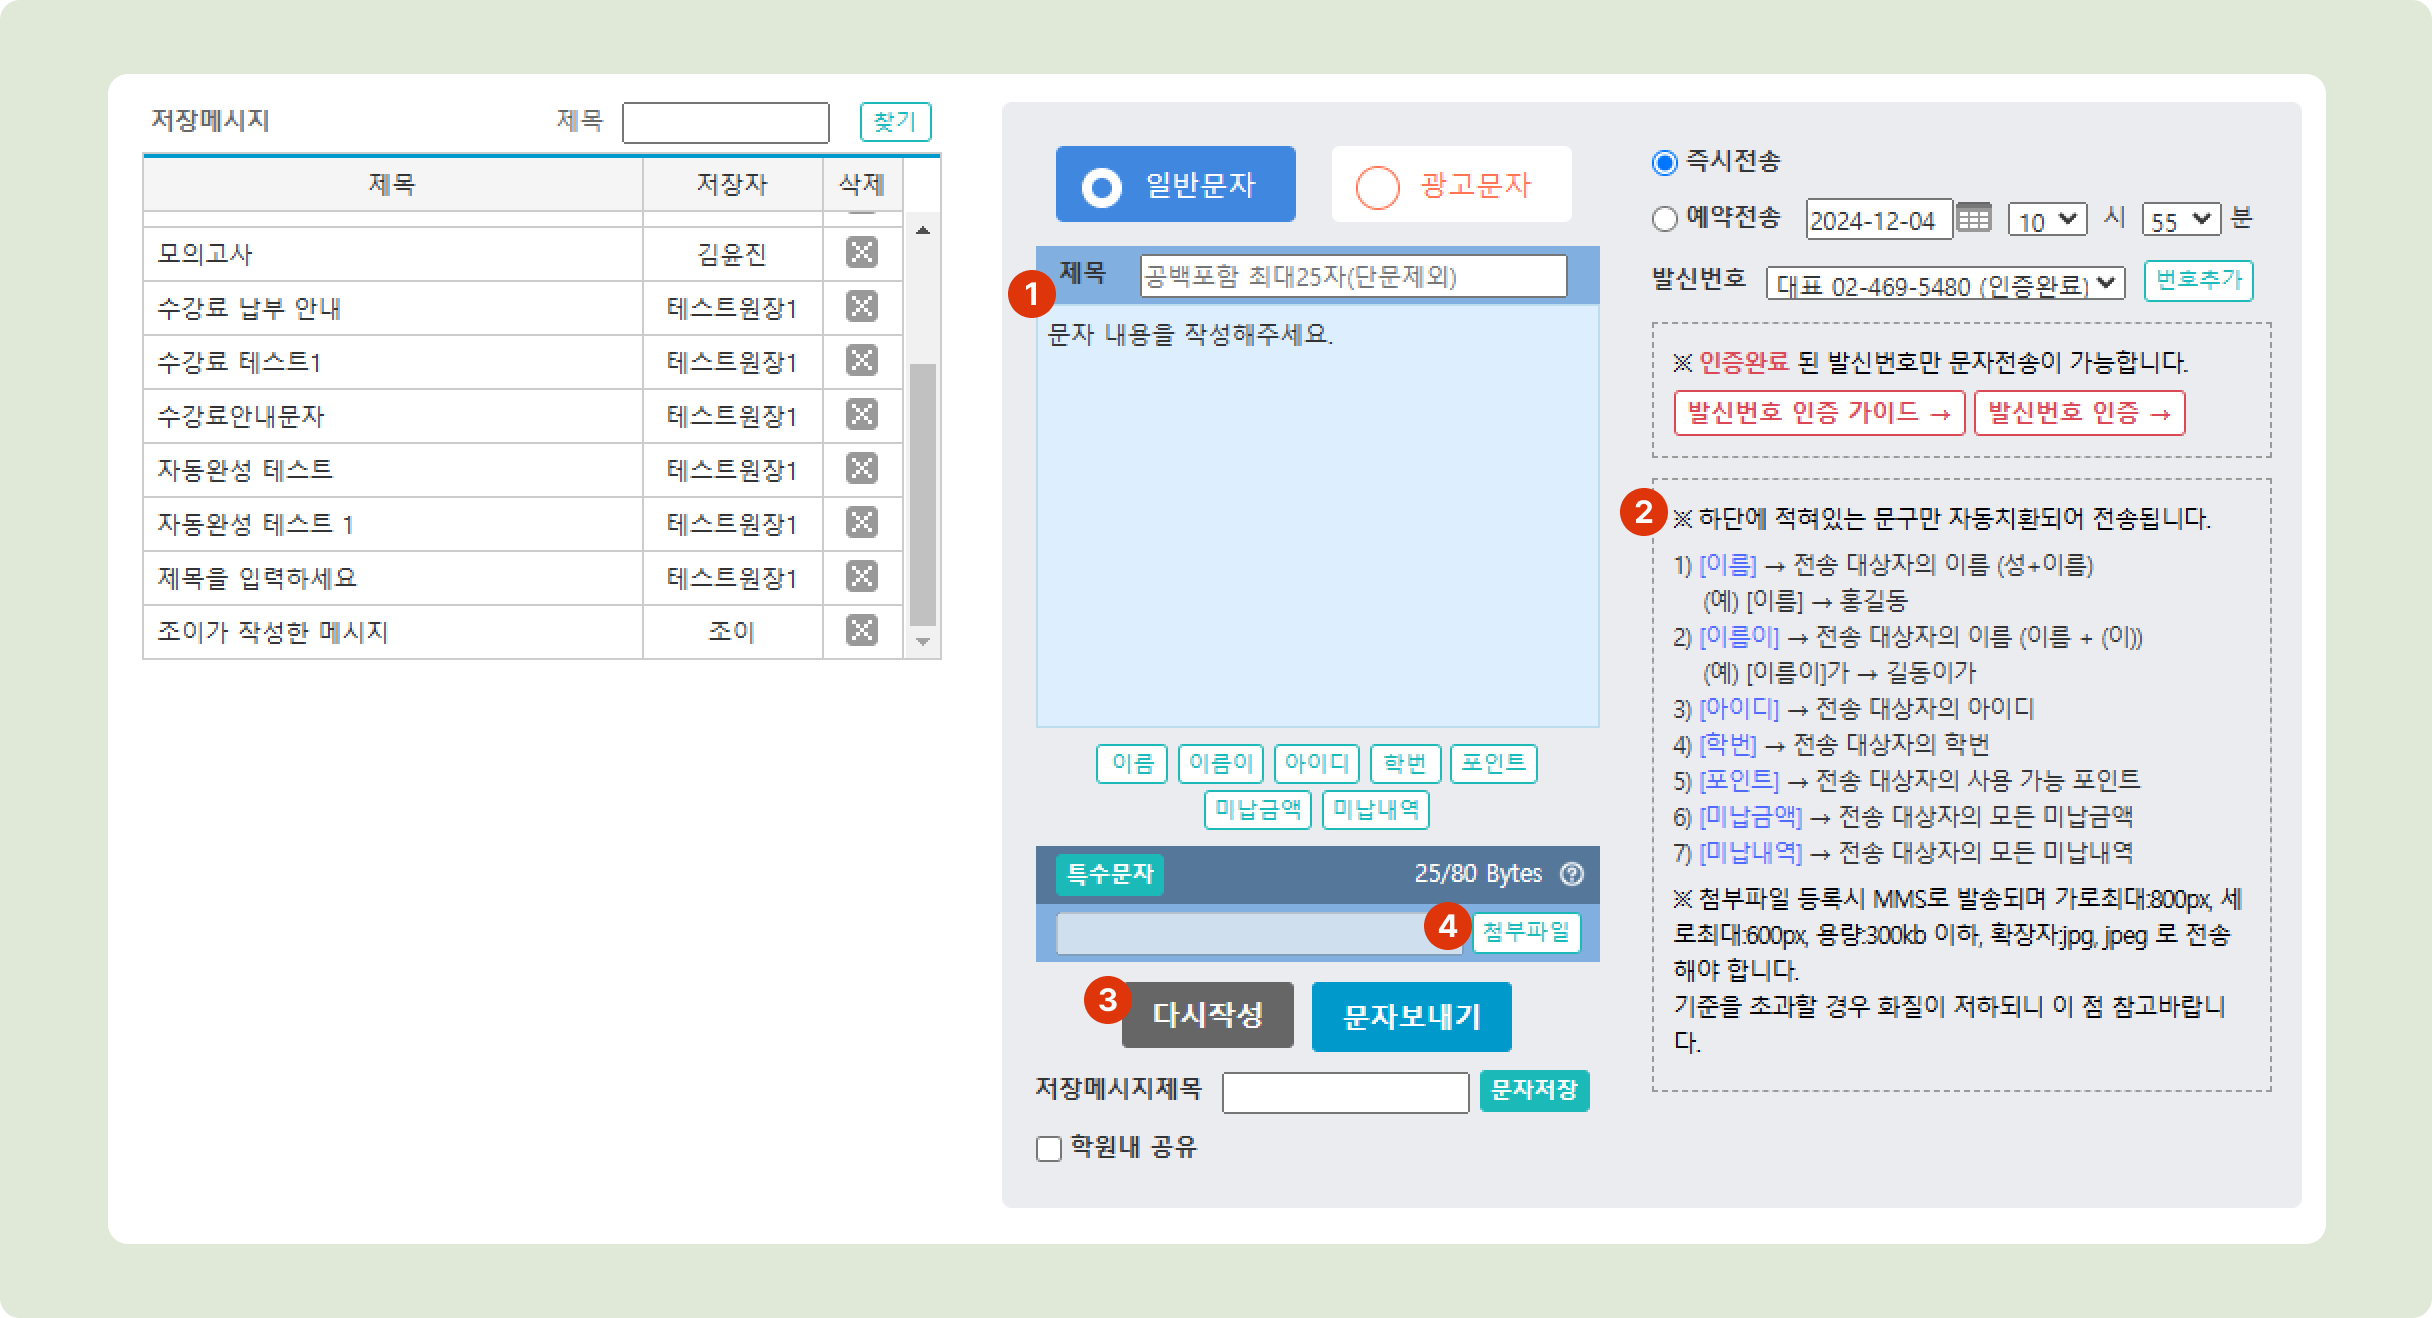 저장메시지 제목 찾기
제목 저장자 삭제
모의고사 김윤진
수강료 납부 안내 테스트원장1
수강료 테스트1 테스트원장1
수강료안내문자 테스트원장1
자동완성 테스트 테스트원장1
자동완성 테스트 1 테스트원장1
제목을 입력하세요 테스트원장1
조이가 작성한 메시지 조이
일반문자 광고문자
1 제목 공백포함 최대25자(단문제외)
문자 내용을 작성해주세요.
이름 이름이 아이디 학번 포인트
미납금액 미납내역
특수문자 25/80 Bytes ?
4 첨부파일
3 다시작성 문자보내기
저장메시지제목 문자저장
학원내 공유
즉시전송
예약전송 2024-12-04 10 시 55 분
발신번호 대표 02-469-5480 (인증완료) 번호추가
※ 인증완료 된 발신번호만 문자전송이 가능합니다.
발신번호 인증 가이드 → 발신번호 인증 →
2 ※ 하단에 적혀있는 문구만 자동치환되어 전송됩니다.
1) [이름] → 전송 대상자의 이름 (성+이름)
(예) [이름] → 홍길동
2) [이름이] → 전송 대상자의 이름 (이름 + (이))
(예) [이름이]가 → 길동이가
3) [아이디] → 전송 대상자의 아이디
4) [학번] → 전송 대상자의 학번
5) [포인트] → 전송 대상자의 사용 가능 포인트
6) [미납금액] → 전송 대상자의 모든 미납금액
7) [미납내역] → 전송 대상자의 모든 미납내역
※ 첨부파일 등록시 MMS로 발송되며 가로최대:800px, 세
로최대:600px, 용량:300kb 이하, 확장자:jpg, jpeg 로 전송
해야 합니다.
기준을 초과할 경우 화질이 저하되니 이 점 참고바랍니
다.